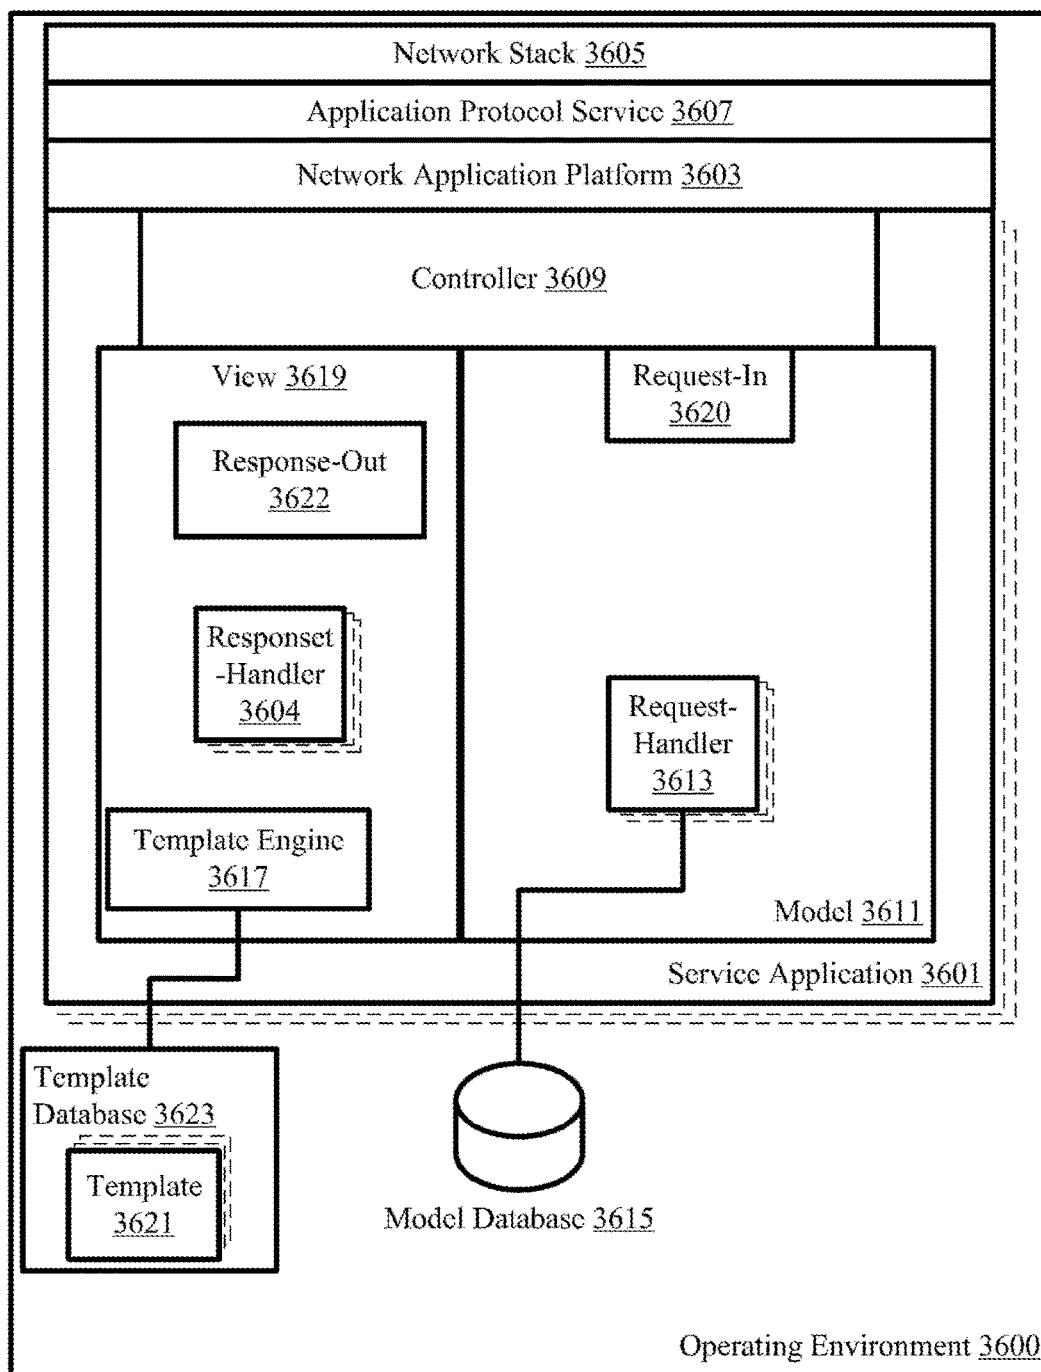 Network Stack 3605
Application Protocol Service 3607
Network Application Platform 3603
Controller 3609
View 3619
Request-In
3620
Response-Out
3622
Responset
-Handler
3604
Request-
Handler
3613
Template Engine
3617
Model 3611
Service Application 3601
Template
Database 3623
Template
3621
Model Database 3615
Operating Environment 3600